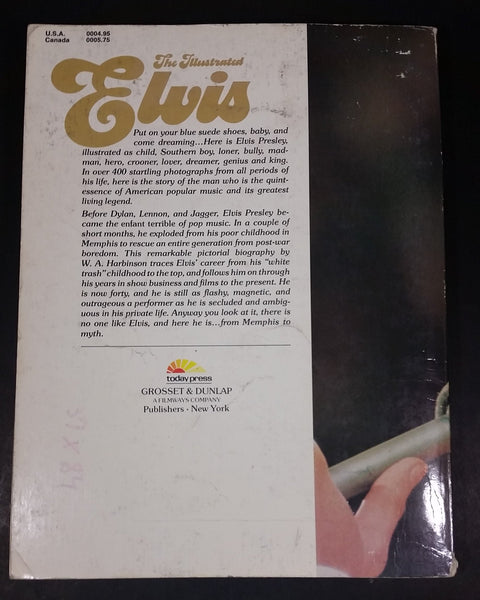 U.S.A. 0004.95
Canada 0005.75
The Illustrated
Elvis
Put on your blue suede shoes, baby, and
come dreaming...Here is Elvis Presley,
illustrated as child, Southern boy, loner, bully, mad-
man, hero, crooner, lover, dreamer, genius and king.
In over 400 startling photographs from all periods of
his life, here is the story of the man who is the quint-
essence of American popular music and its greatest
living legend.
Before Dylan, Lennon, and Jagger, Elvis Presley be-
came the enfant terrible of pop music. In a couple of
short months, he exploded from his poor childhood in
Memphis to rescue an entire generation from post-war
boredom. This remarkable pictorial biography by
W. A. Harbinson traces Elvis' career from his "white
trash" childhood to the top, and follows him on through
his years in show business and films to the present. He
is now forty, and he is still as flashy, magnetic, and
outrageous a performer as he is secluded and ambig-
uous in his private life. Anyway you look at it, there is
no one like Elvis, and here he is...from Memphis to
myth.
today press
GROSSET & DUNLAP
A FILMWAYS COMPANY
Publishers · New York